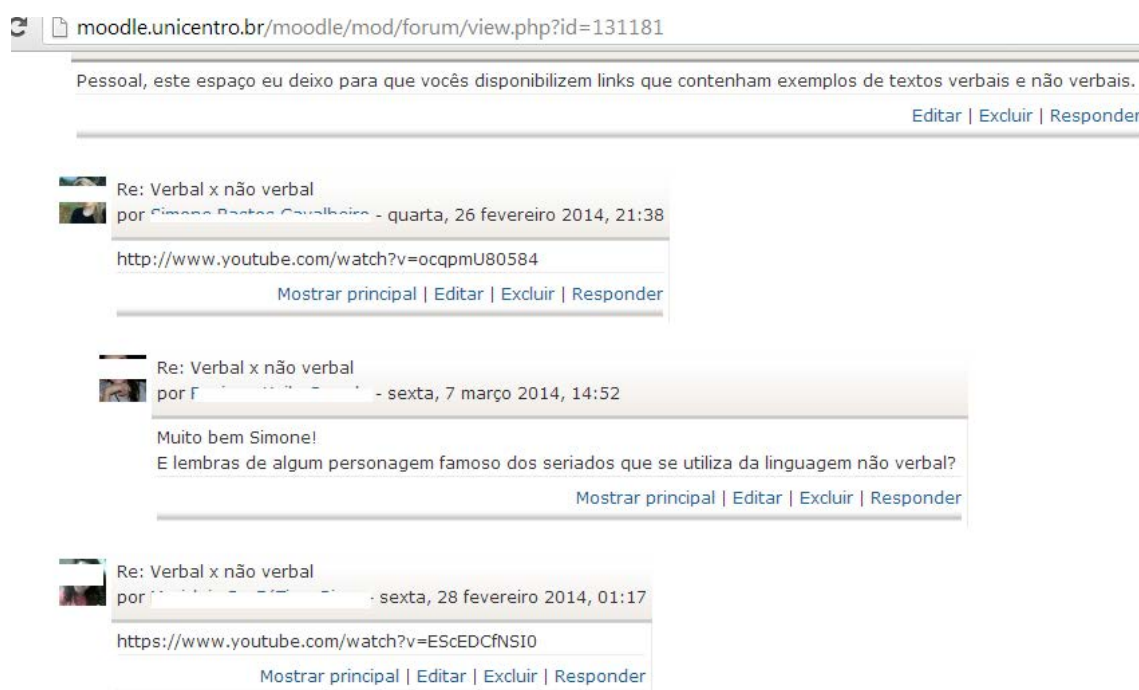 moodle.unicentro.br/moodle/mod/forum/view.php?id=131181
Pessoal, este espaço eu deixo para que vocês disponibilizem links que contenham exemplos de textos verbais e não verbais.
Editar | Excluir | Responder
Re: Verbal x não verbal
por - quarta, 26 fevereiro 2014, 21:38
http://www.youtube.com/watch?v=ocqpmU80584
Mostrar principal | Editar | Excluir | Responder
Re: Verbal x não verbal
por - sexta, 7 março 2014, 14:52
Muito bem Simone!
E lembras de algum personagem famoso dos seriados que se utiliza da linguagem não verbal?
Mostrar principal | Editar | Excluir | Responder
Re: Verbal x não verbal
por - sexta, 28 fevereiro 2014, 01:17
https://www.youtube.com/watch?v=EScEDCfNSI0
Mostrar principal | Editar | Excluir | Responder